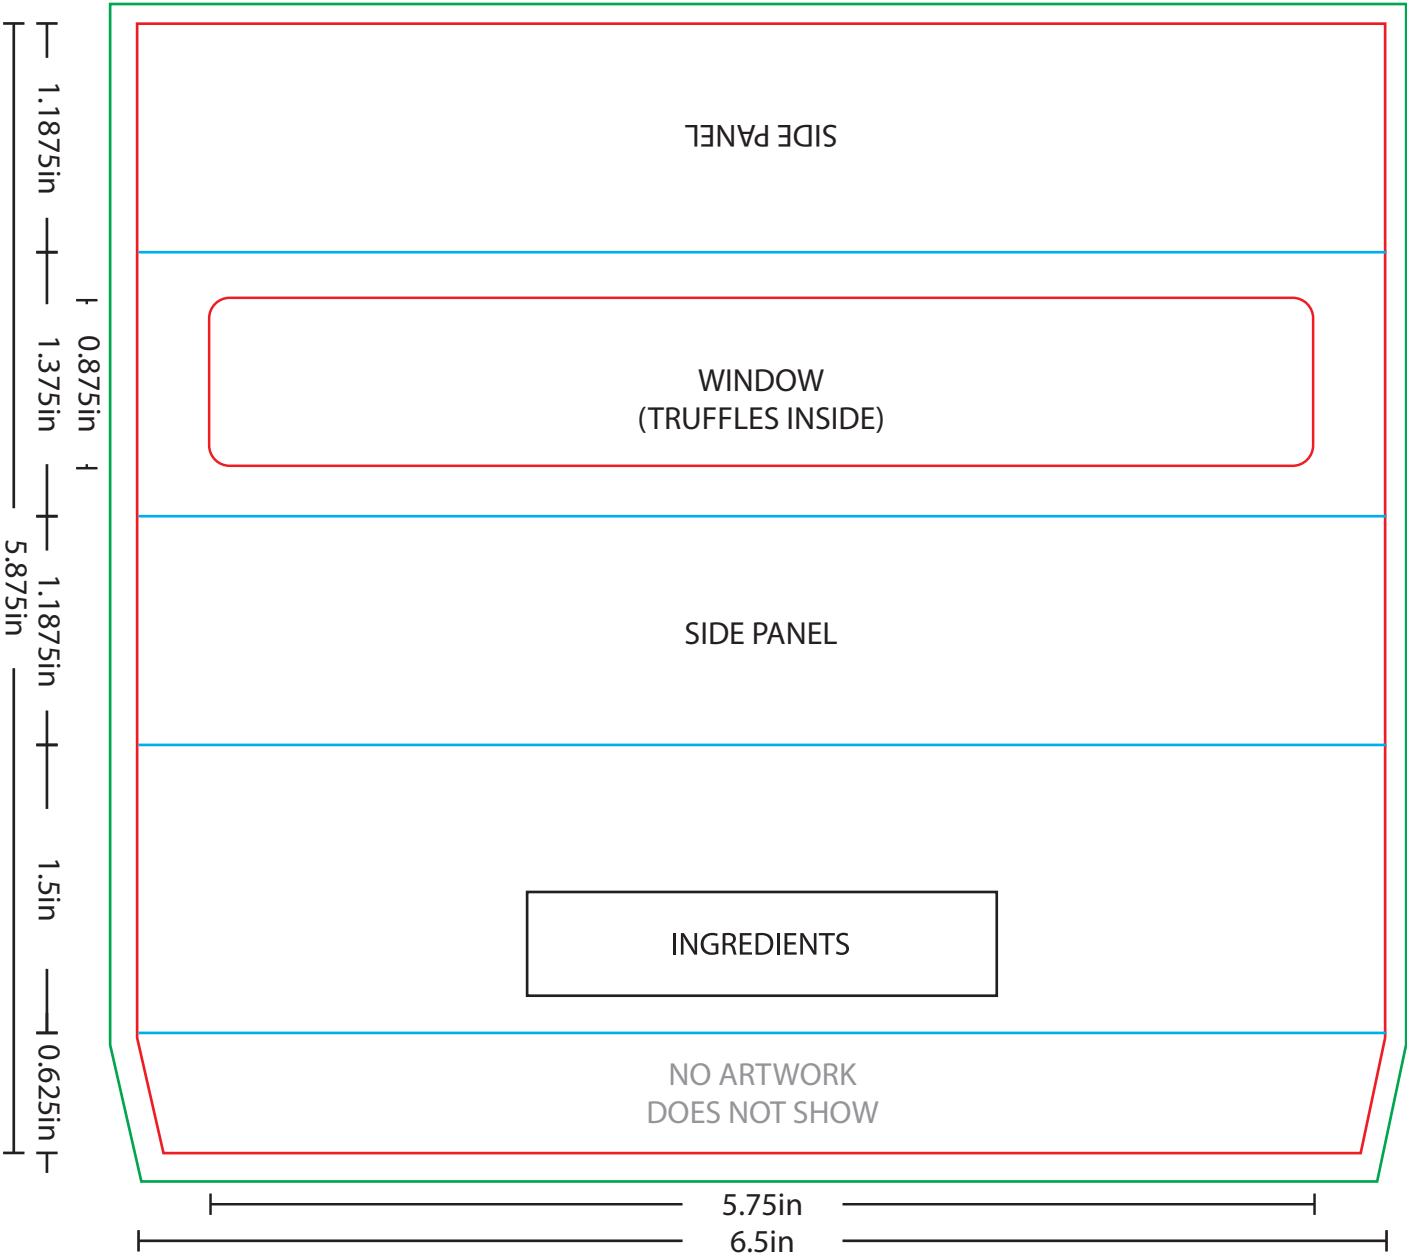 SIDE PANEL
1.1875in
0.875in
1.375in
WINDOW
(TRUFFLES INSIDE)
5.875in
1.1875in
SIDE PANEL
1.5in
INGREDIENTS
0.625in
NO ARTWORK
DOES NOT SHOW
5.75in
6.5in